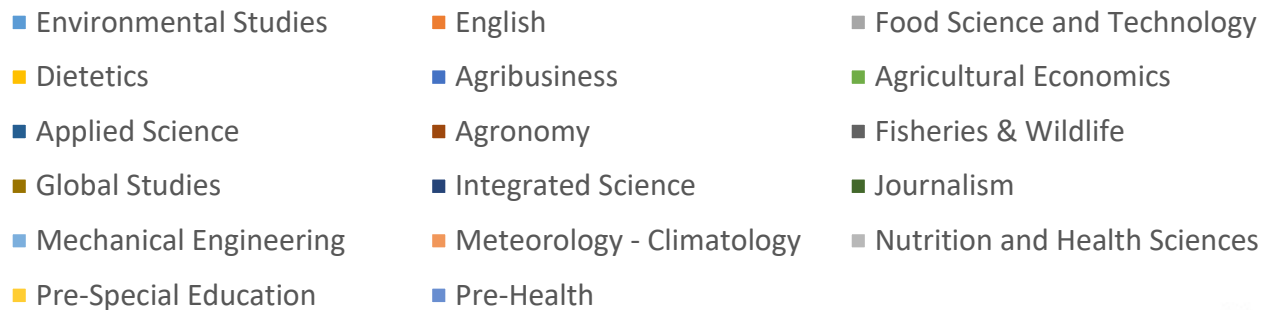 Environmental Studies English Food Science and Technology
Dietetics Agribusiness Agricultural Economics
Applied Science Agronomy Fisheries & Wildlife
Global Studies Integrated Science Journalism
Mechanical Engineering Meteorology - Climatology Nutrition and Health Sciences
Pre-Special Education Pre-Health